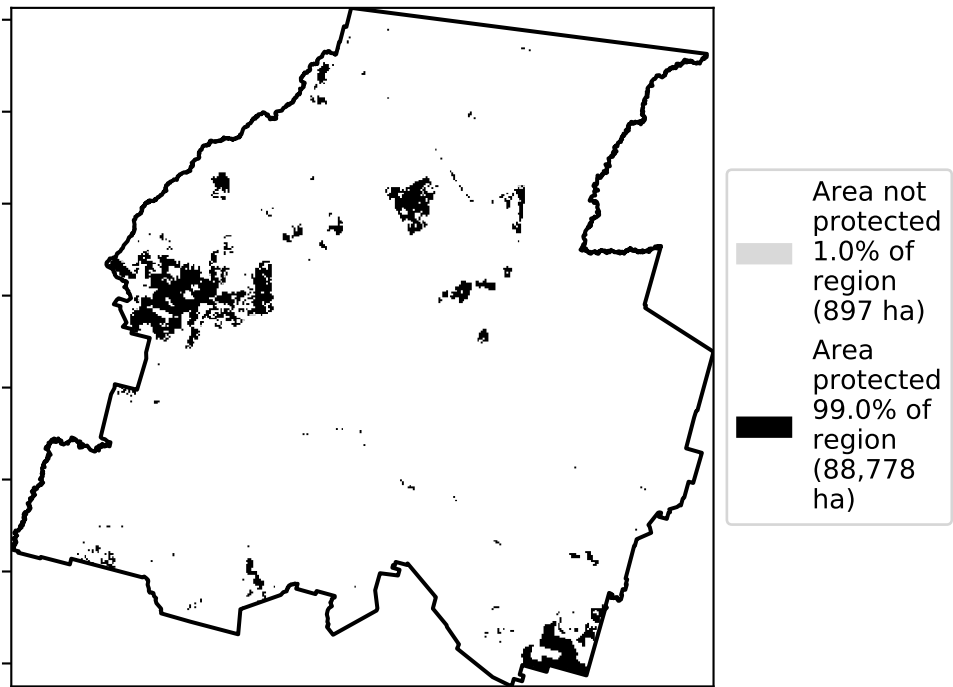 Area not
protected
1.0% of
region
(897 ha)
Area
protected
99.0% of
region
(88,778
ha)